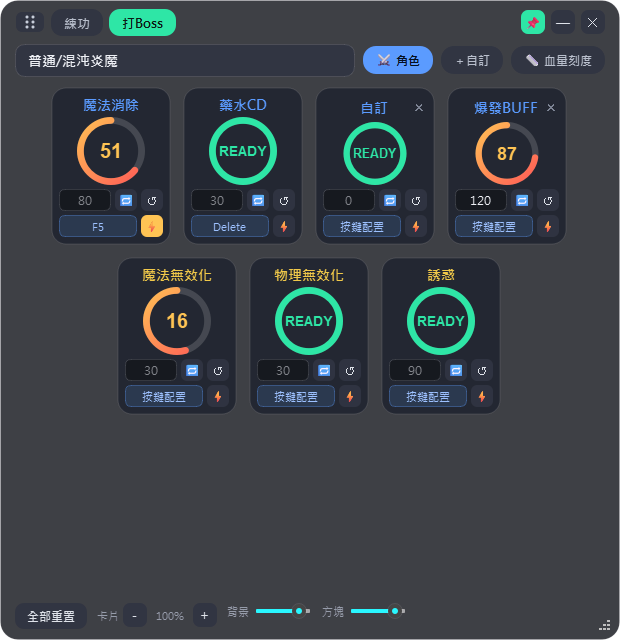 練功 打Boss
普通/混沌炎魔 角色 +自訂 血量刻度
魔法消除 藥水CD 自訂 × 爆發BUFF ×
51 READY READY 87
80 30 0 120
F5 Delete 按鍵配置 按鍵配置
魔法無效化 物理無效化 誘惑
16 READY READY
30 30 90
按鍵配置 按鍵配置 按鍵配置
全部重置 卡片 - 100% + 背景 方塊